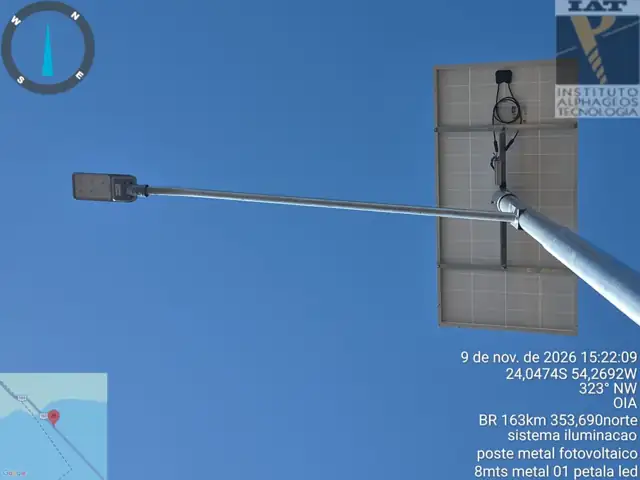 N
W
E
S
IAT
INSTITUTO
ALPHAGEOS
TECNOLOGIA
9 de nov. de 2026 15:22:09
24,0474S 54,2692W
323° NW
OIA
BR 163km 353,690norte
sistema iluminacao
poste metal fotovoltaico
8mts metal 01 petala led
Google